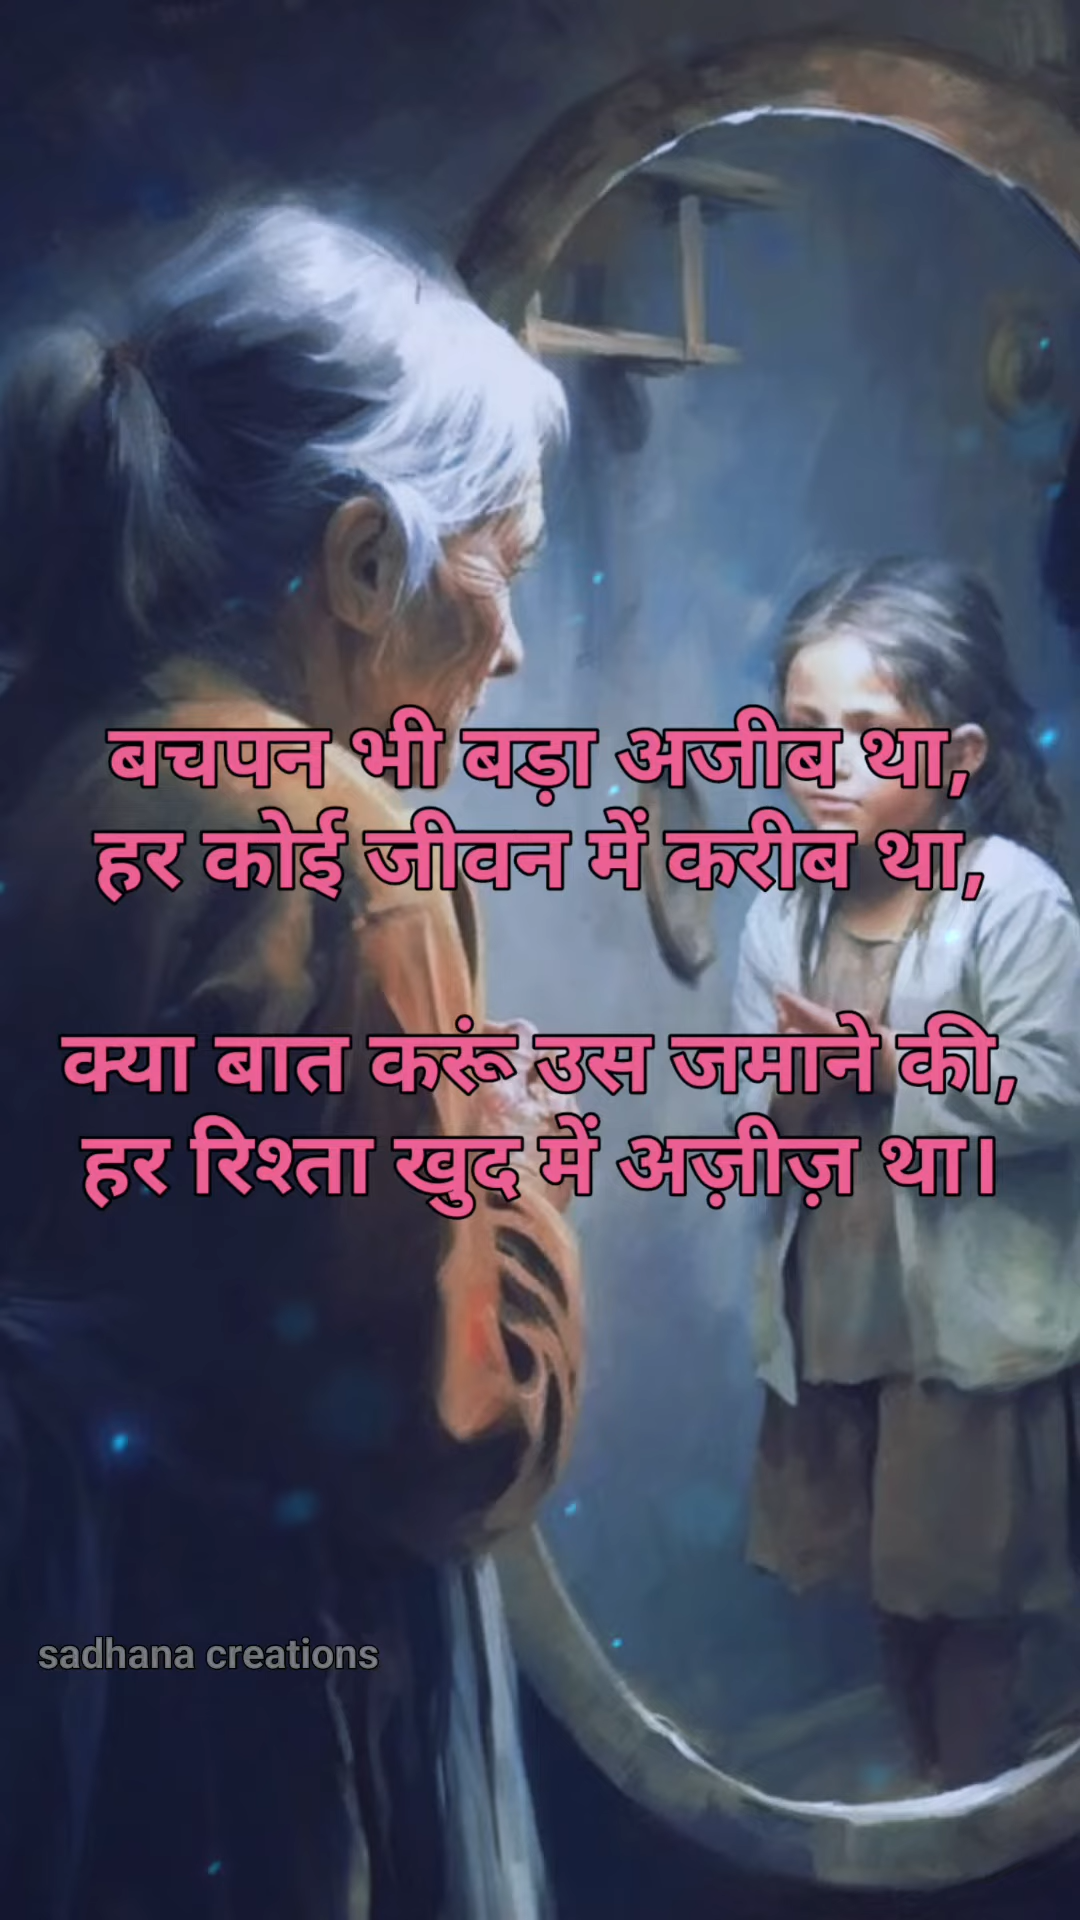 बचपन भी बड़ा अजीब था,
हर कोई जीवन में करीब था,
क्या बात करूं उस जमाने की,
हर रिश्ता खुद में अज़ीज़ था।
sadhana creations